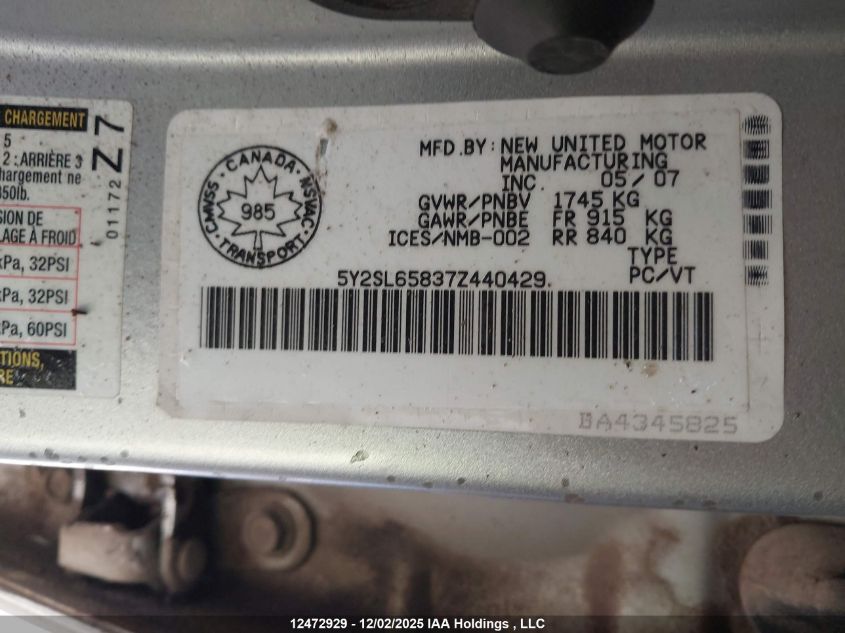 CHARGEMENT
5
2 : ARRIÈRE 3
chargement ne
350lb.
SION DE
LAGE À FROID
kPa, 32PSI
kPa, 32PSI
kPa, 60PSI
TIONS,
RE
01172
Z7
CANADA
CMVSS · NSVAC
985
TRANSPORT
MFD.BY: NEW UNITED MOTOR
MANUFACTURING
INC. 05/07
GVWR/PNBV 1745 KG
GAWR/PNBE FR 915 KG
ICES/NMB-002 RR 840 KG
TYPE
PC/VT
5Y2SL65837Z440429
BA4345825
12472929 - 12/02/2025 IAA Holdings , LLC